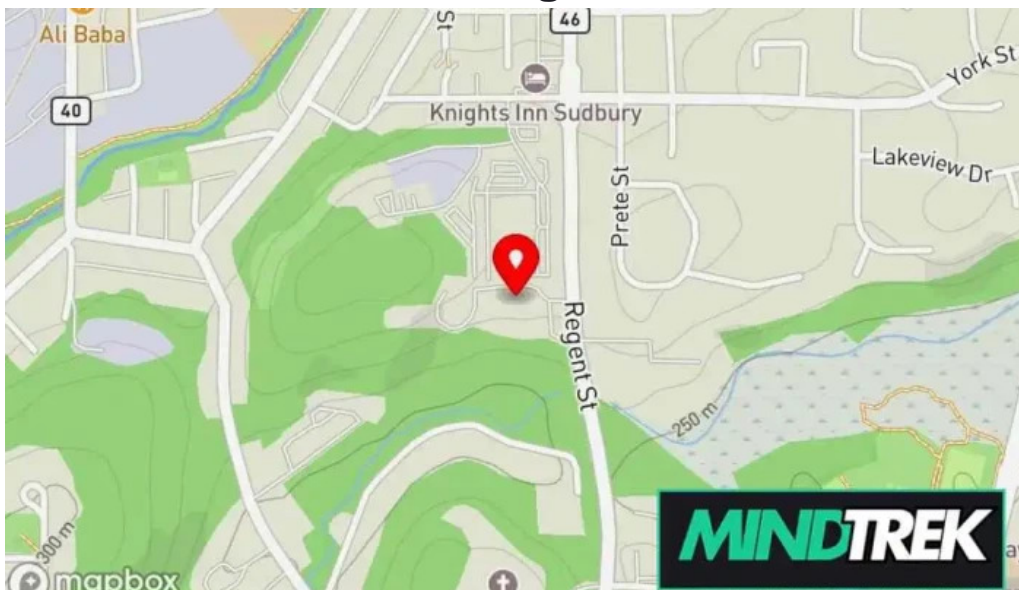 46
St
Ali Baba
York St
40
Knights Inn Sudbury
Lakeview Dr
Prete St
Regent St
250 m
300 m
mapbox
MINDTREK